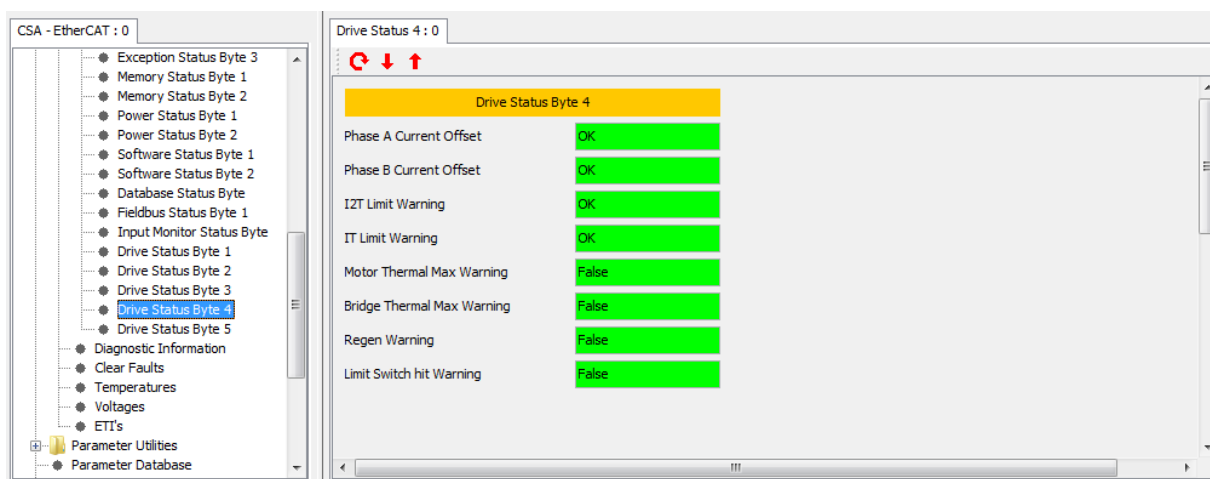 CSA - EtherCAT : 0
Exception Status Byte 3
Memory Status Byte 1
Memory Status Byte 2
Power Status Byte 1
Power Status Byte 2
Software Status Byte 1
Software Status Byte 2
Database Status Byte
Fieldbus Status Byte 1
Input Monitor Status Byte
Drive Status Byte 1
Drive Status Byte 2
Drive Status Byte 3
Drive Status Byte 4
Drive Status Byte 5
Diagnostic Information
Clear Faults
Temperatures
Voltages
ETI's
Parameter Utilities
Parameter Database
Drive Status 4 : 0
Drive Status Byte 4
Phase A Current Offset OK
Phase B Current Offset OK
I2T Limit Warning OK
IT Limit Warning OK
Motor Thermal Max Warning False
Bridge Thermal Max Warning False
Regen Warning False
Limit Switch hit Warning False